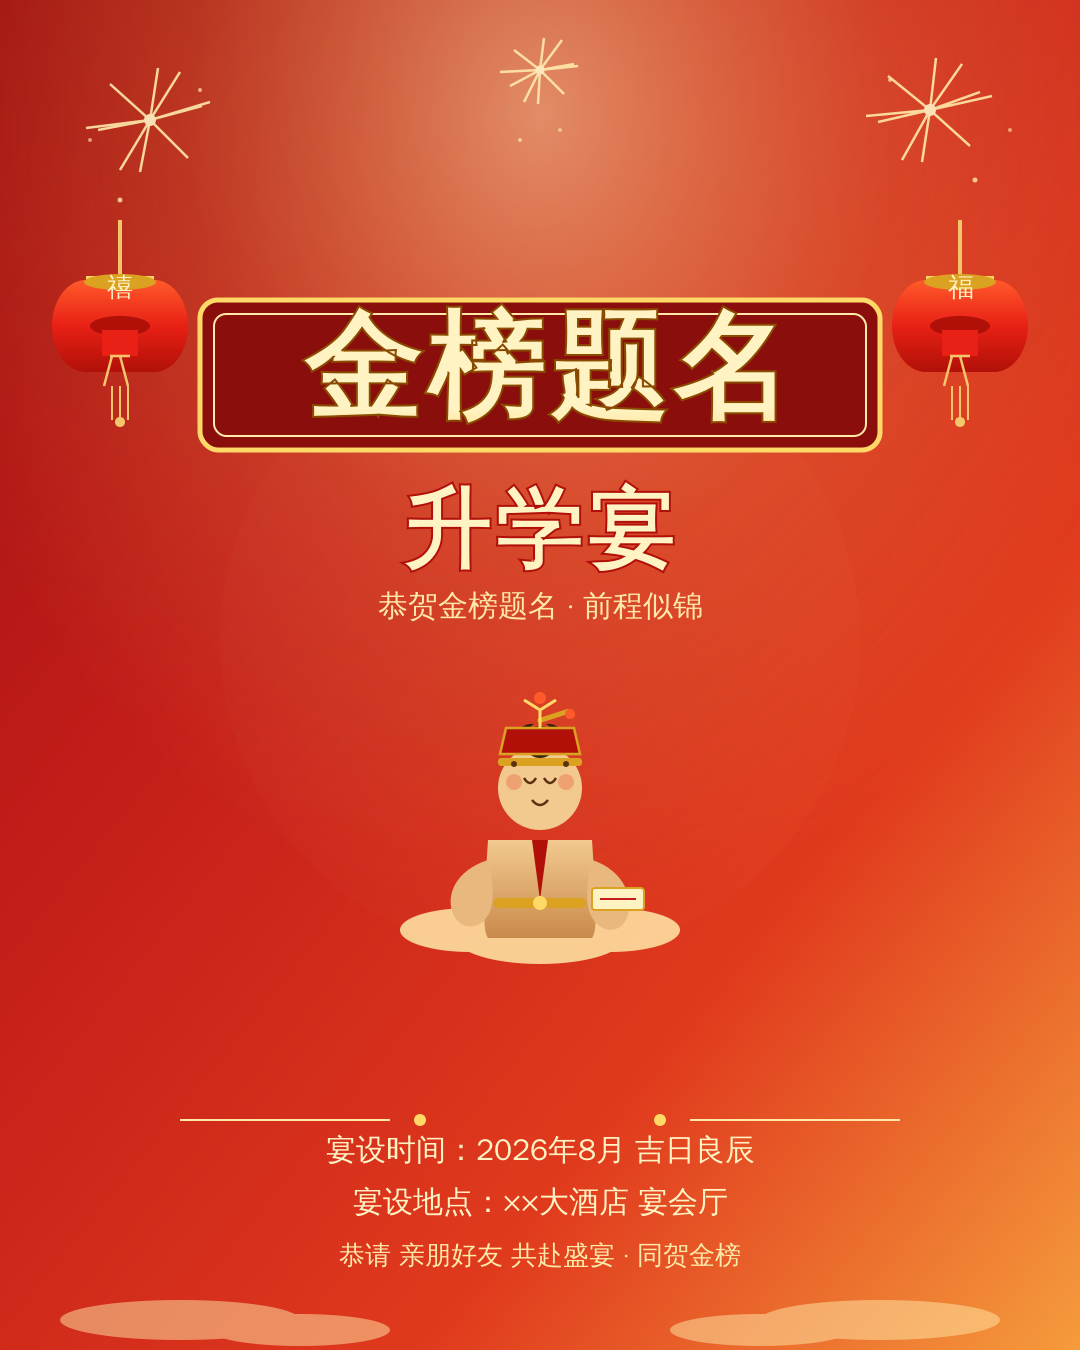 禧
福
金榜题名
升学宴
恭贺金榜题名 · 前程似锦
宴设时间：2026年8月 吉日良辰
宴设地点：××大酒店 宴会厅
恭请 亲朋好友 共赴盛宴 · 同贺金榜